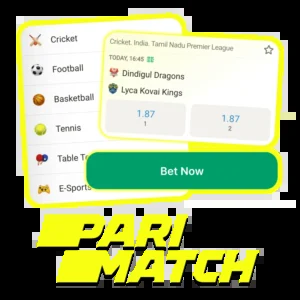 Cricket
Football
Basketball
Tennis
Table T
E-Sports
Cricket. India. Tamil Nadu Premier League
TODAY, 16:45
Dindigul Dragons
Lyca Kovai Kings
1.87
1
1.87
2
Bet Now
PARI
MATCH